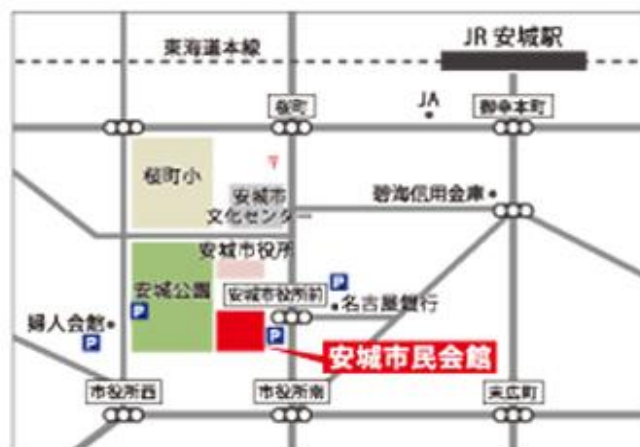 JR 安城駅
東海道本線
桜町
JA
御幸本町
桜町小
〒
安城市
文化センター
碧海信用金庫
安城市役所
安城公園
P
安城市役所前
P
名古屋銀行
婦人会館
P
P
安城市民会館
市役所西
市役所南
末広町